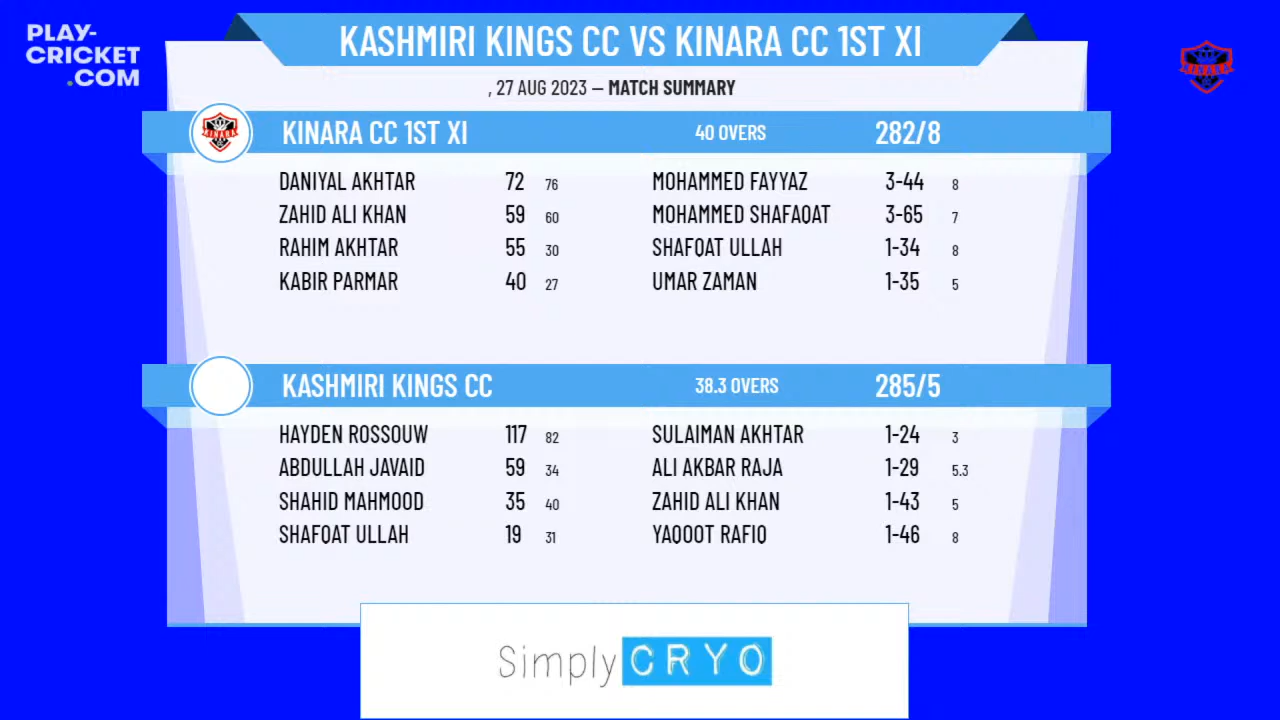 PLAY-
CRICKET
.COM
KASHMIRI KINGS CC VS KINARA CC 1ST XI
KINARA
, 27 AUG 2023 – MATCH SUMMARY
KINARA
KINARA CC 1ST XI 40 OVERS 282/8
DANIYAL AKHTAR 72 76 MOHAMMED FAYYAZ 3-44 8
ZAHID ALI KHAN 59 60 MOHAMMED SHAFAQAT 3-65 7
RAHIM AKHTAR 55 30 SHAFQAT ULLAH 1-34 8
KABIR PARMAR 40 27 UMAR ZAMAN 1-35 5
KASHMIRI KINGS CC 38.3 OVERS 285/5
HAYDEN ROSSOUW 117 82 SULAIMAN AKHTAR 1-24 3
ABDULLAH JAVAID 59 34 ALI AKBAR RAJA 1-29 5.3
SHAHID MAHMOOD 35 40 ZAHID ALI KHAN 1-43 5
SHAFQAT ULLAH 19 31 YAQOOT RAFIQ 1-46 8
Simply CRYO